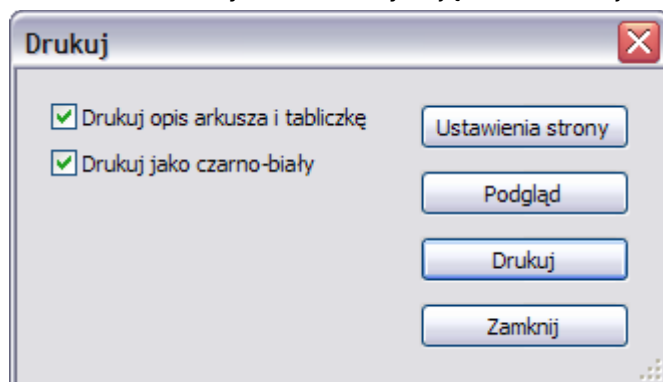 Drukuj
Drukuj opis arkusza i tabliczkę
Drukuj jako czarno-biały
Ustawienia strony
Podgląd
Drukuj
Zamknij